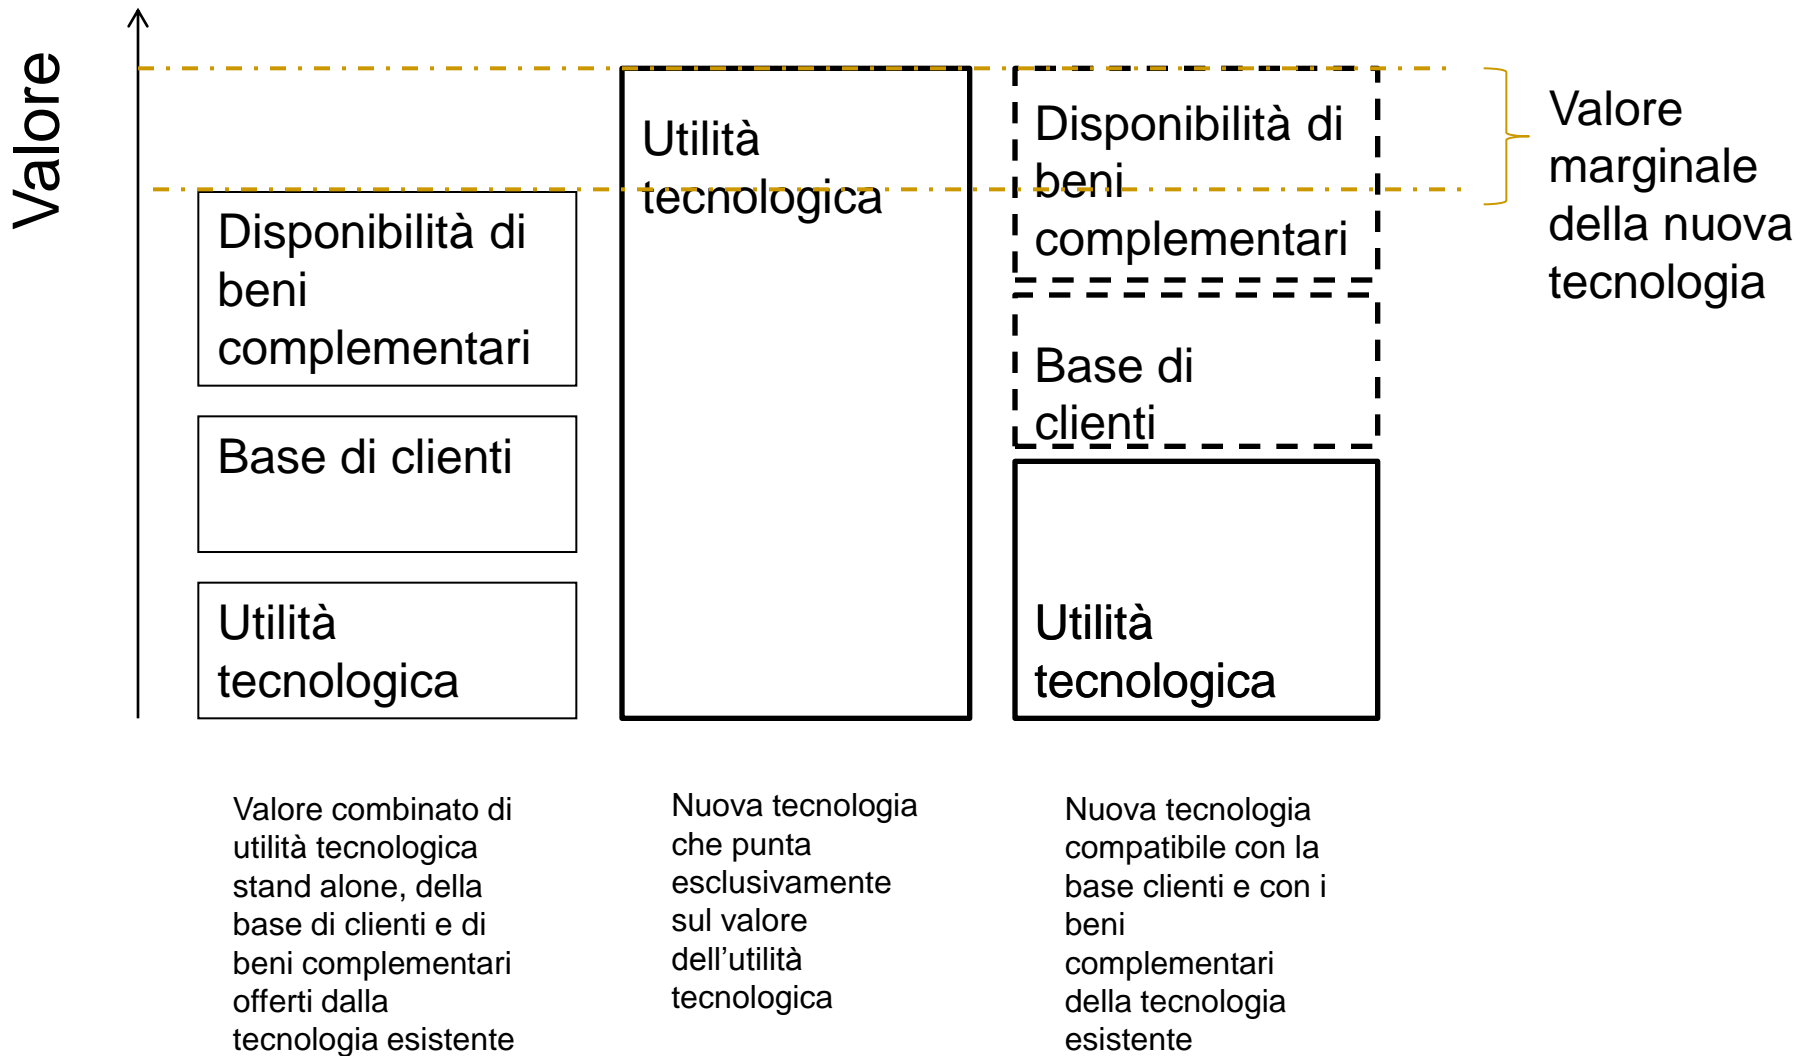 Valore
Disponibilità di
beni
complementari
Base di clienti
Utilità
tecnologica
Utilità
tecnologica
Disponibilità di
beni
complementari
Base di
clienti
Utilità
tecnologica
Valore
marginale
della nuova
tecnologia
Valore combinato di
utilità tecnologica
stand alone, della
base di clienti e di
beni complementari
offerti dalla
tecnologia esistente
Nuova tecnologia
che punta
esclusivamente
sul valore
dell’utilità
tecnologica
Nuova tecnologia
compatibile con la
base clienti e con i
beni
complementari
della tecnologia
esistente